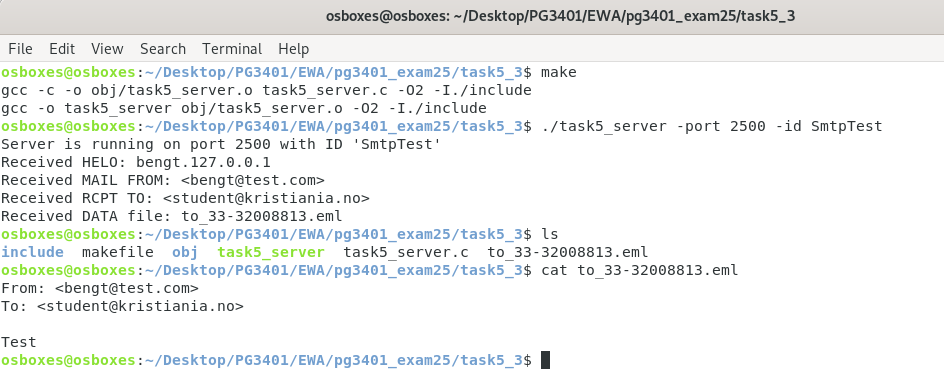 osboxes@osboxes: ~/Desktop/PG3401/EWA/pg3401_exam25/task5_3
File Edit View Search Terminal Help
osboxes@osboxes:~/Desktop/PG3401/EWA/pg3401_exam25/task5_3$ make
gcc -c -o obj/task5_server.o task5_server.c -O2 -I./include
gcc -o task5_server obj/task5_server.o -O2 -I./include
osboxes@osboxes:~/Desktop/PG3401/EWA/pg3401_exam25/task5_3$ ./task5_server -port 2500 -id SmtpTest
Server is running on port 2500 with ID 'SmtpTest'
Received HELO: bengt.127.0.0.1
Received MAIL FROM: <bengt@test.com>
Received RCPT TO: <student@kristiania.no>
Received DATA file: to_33-32008813.eml
osboxes@osboxes:~/Desktop/PG3401/EWA/pg3401_exam25/task5_3$ ls
include  makefile  obj  task5_server  task5_server.c  to_33-32008813.eml
osboxes@osboxes:~/Desktop/PG3401/EWA/pg3401_exam25/task5_3$ cat to_33-32008813.eml
From: <bengt@test.com>
To: <student@kristiania.no>

Test
osboxes@osboxes:~/Desktop/PG3401/EWA/pg3401_exam25/task5_3$